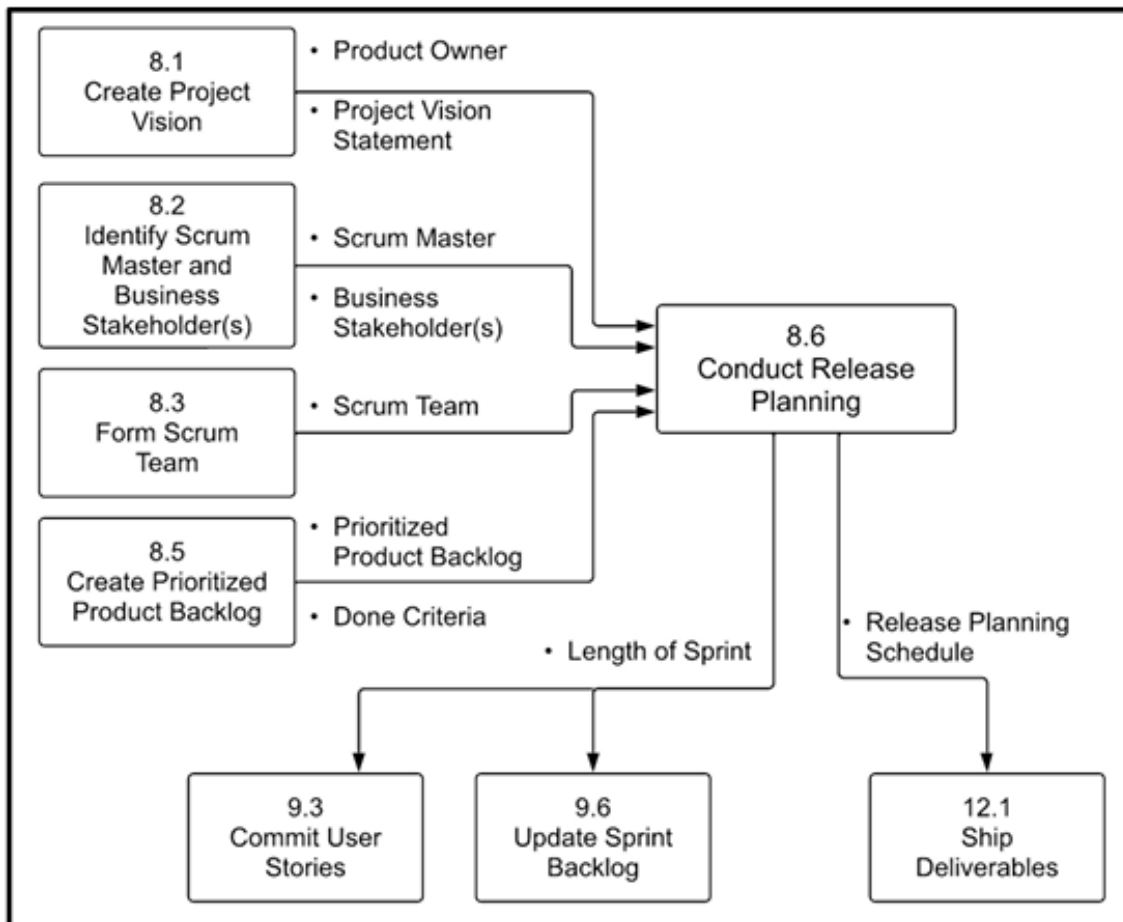 8.1
Create Project
Vision
• Product Owner
• Project Vision
Statement
8.2
Identify Scrum
Master and
Business
Stakeholder(s)
• Scrum Master
• Business
Stakeholder(s)
8.3
Form Scrum
Team
• Scrum Team
8.5
Create Prioritized
Product Backlog
• Prioritized
Product Backlog
• Done Criteria
8.6
Conduct Release
Planning
• Length of Sprint
• Release Planning
Schedule
9.3
Commit User
Stories
9.6
Update Sprint
Backlog
12.1
Ship
Deliverables